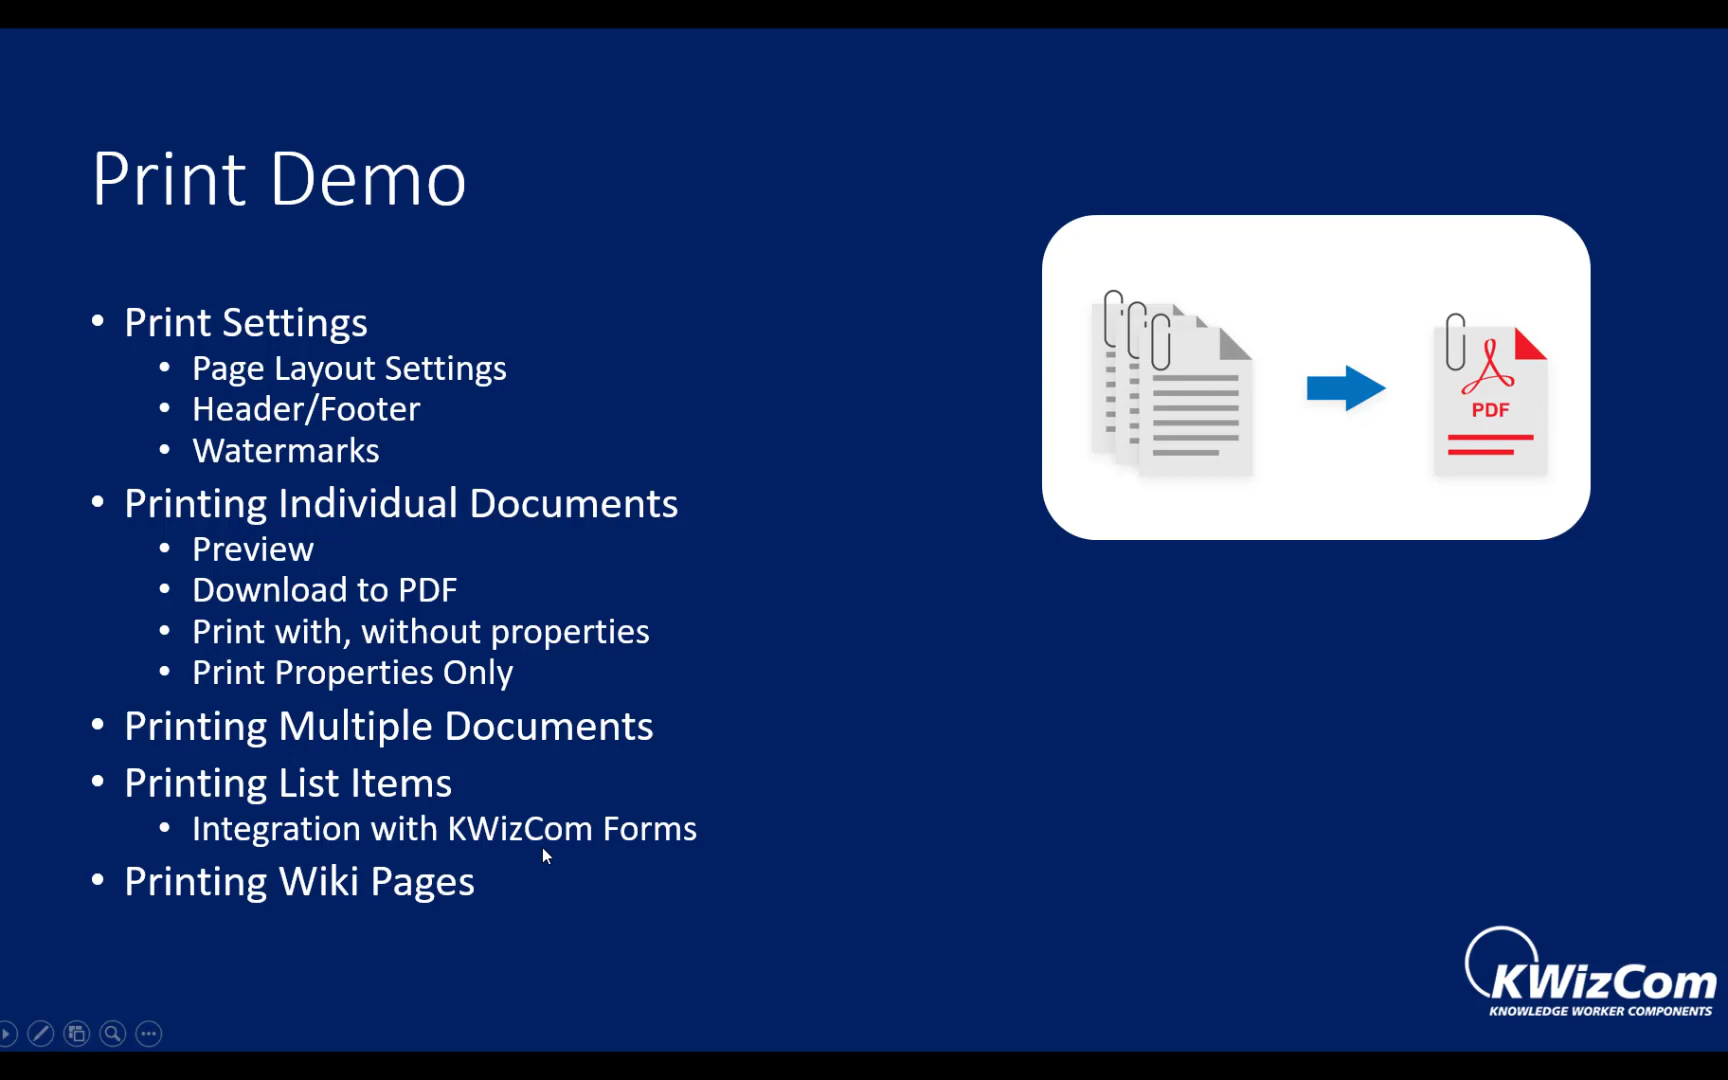 Print Demo
• Print Settings
• Page Layout Settings
• Header/Footer
• Watermarks
• Printing Individual Documents
• Preview
• Download to PDF
• Print with, without properties
• Print Properties Only
• Printing Multiple Documents
• Printing List Items
• Integration with KWizCom Forms
• Printing Wiki Pages
PDF
KWizCom
KNOWLEDGE WORKER COMPONENTS